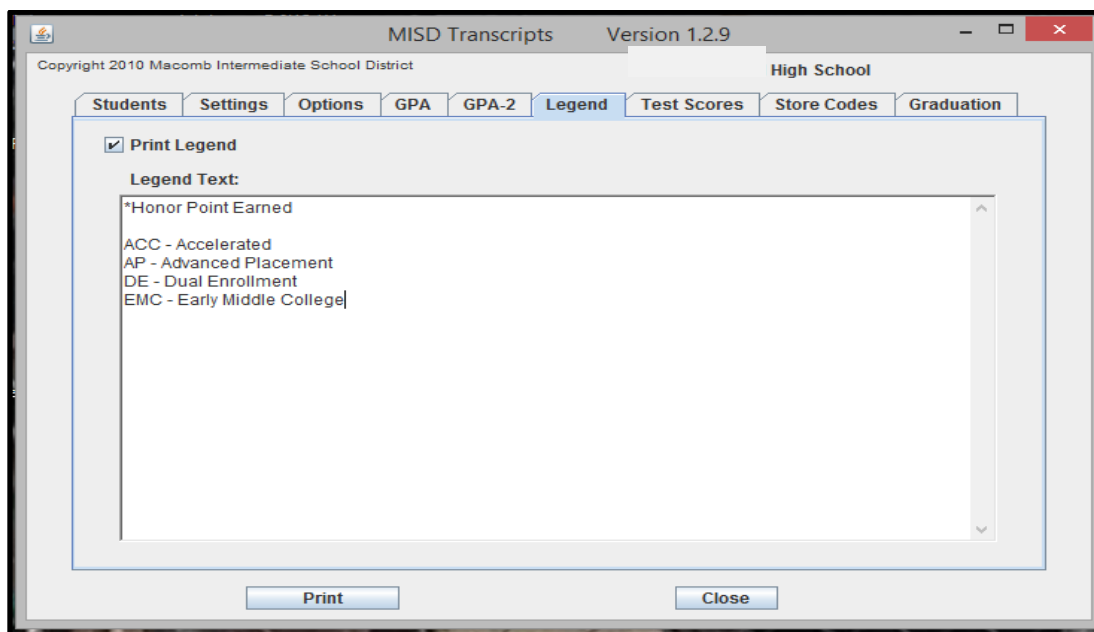 MISD Transcripts Version 1.2.9
Copyright 2010 Macomb Intermediate School District
High School
Students Settings Options GPA GPA-2 Legend Test Scores Store Codes Graduation
Print Legend
Legend Text:
*Honor Point Earned
ACC - Accelerated
AP - Advanced Placement
DE - Dual Enrollment
EMC - Early Middle College
Print Close